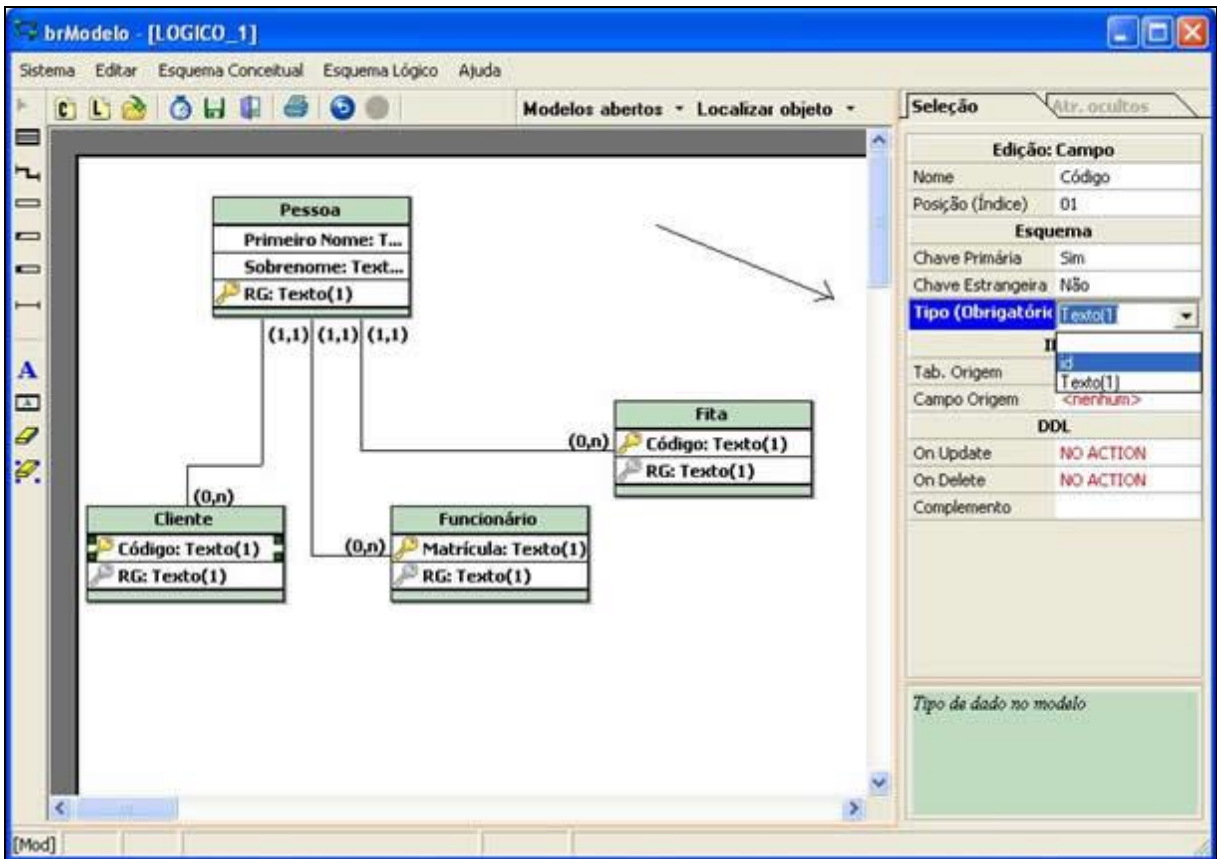 brModelo - [LOGICO_1]
Sistema Editar Esquema Conceitual Esquema Lógico Ajuda
C L Modelos abertos Localizar objeto
Seleção Atr. ocultos
Edição: Campo
Nome Código
Posição (Índice) 01
Esquema
Chave Primária Sim
Chave Estrangeira Não
Tipo (Obrigatóri Texto(1
id
Texto(1)
Tab. Origem
Campo Origem <nenhum>
DDL
On Update NO ACTION
On Delete NO ACTION
Complemento
Tipo de dado no modelo
A
Pessoa
Primeiro Nome: T...
Sobrenome: Text...
RG: Texto(1)
(1,1) (1,1) (1,1)
Fita
(0,n) Código: Texto(1)
RG: Texto(1)
(0,n)
Cliente
Código: Texto(1)
RG: Texto(1)
Funcionário
(0,n) Matrícula: Texto(1)
RG: Texto(1)
[Mod]